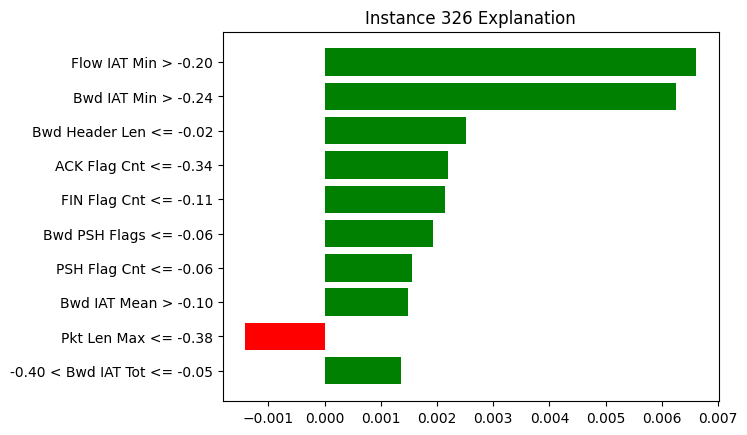 Instance 326 Explanation
Flow IAT Min > -0.20
Bwd IAT Min > -0.24
Bwd Header Len <= -0.02
ACK Flag Cnt <= -0.34
FIN Flag Cnt <= -0.11
Bwd PSH Flags <= -0.06
PSH Flag Cnt <= -0.06
Bwd IAT Mean > -0.10
Pkt Len Max <= -0.38
-0.40 < Bwd IAT Tot <= -0.05
−0.001 0.000 0.001 0.002 0.003 0.004 0.005 0.006 0.007